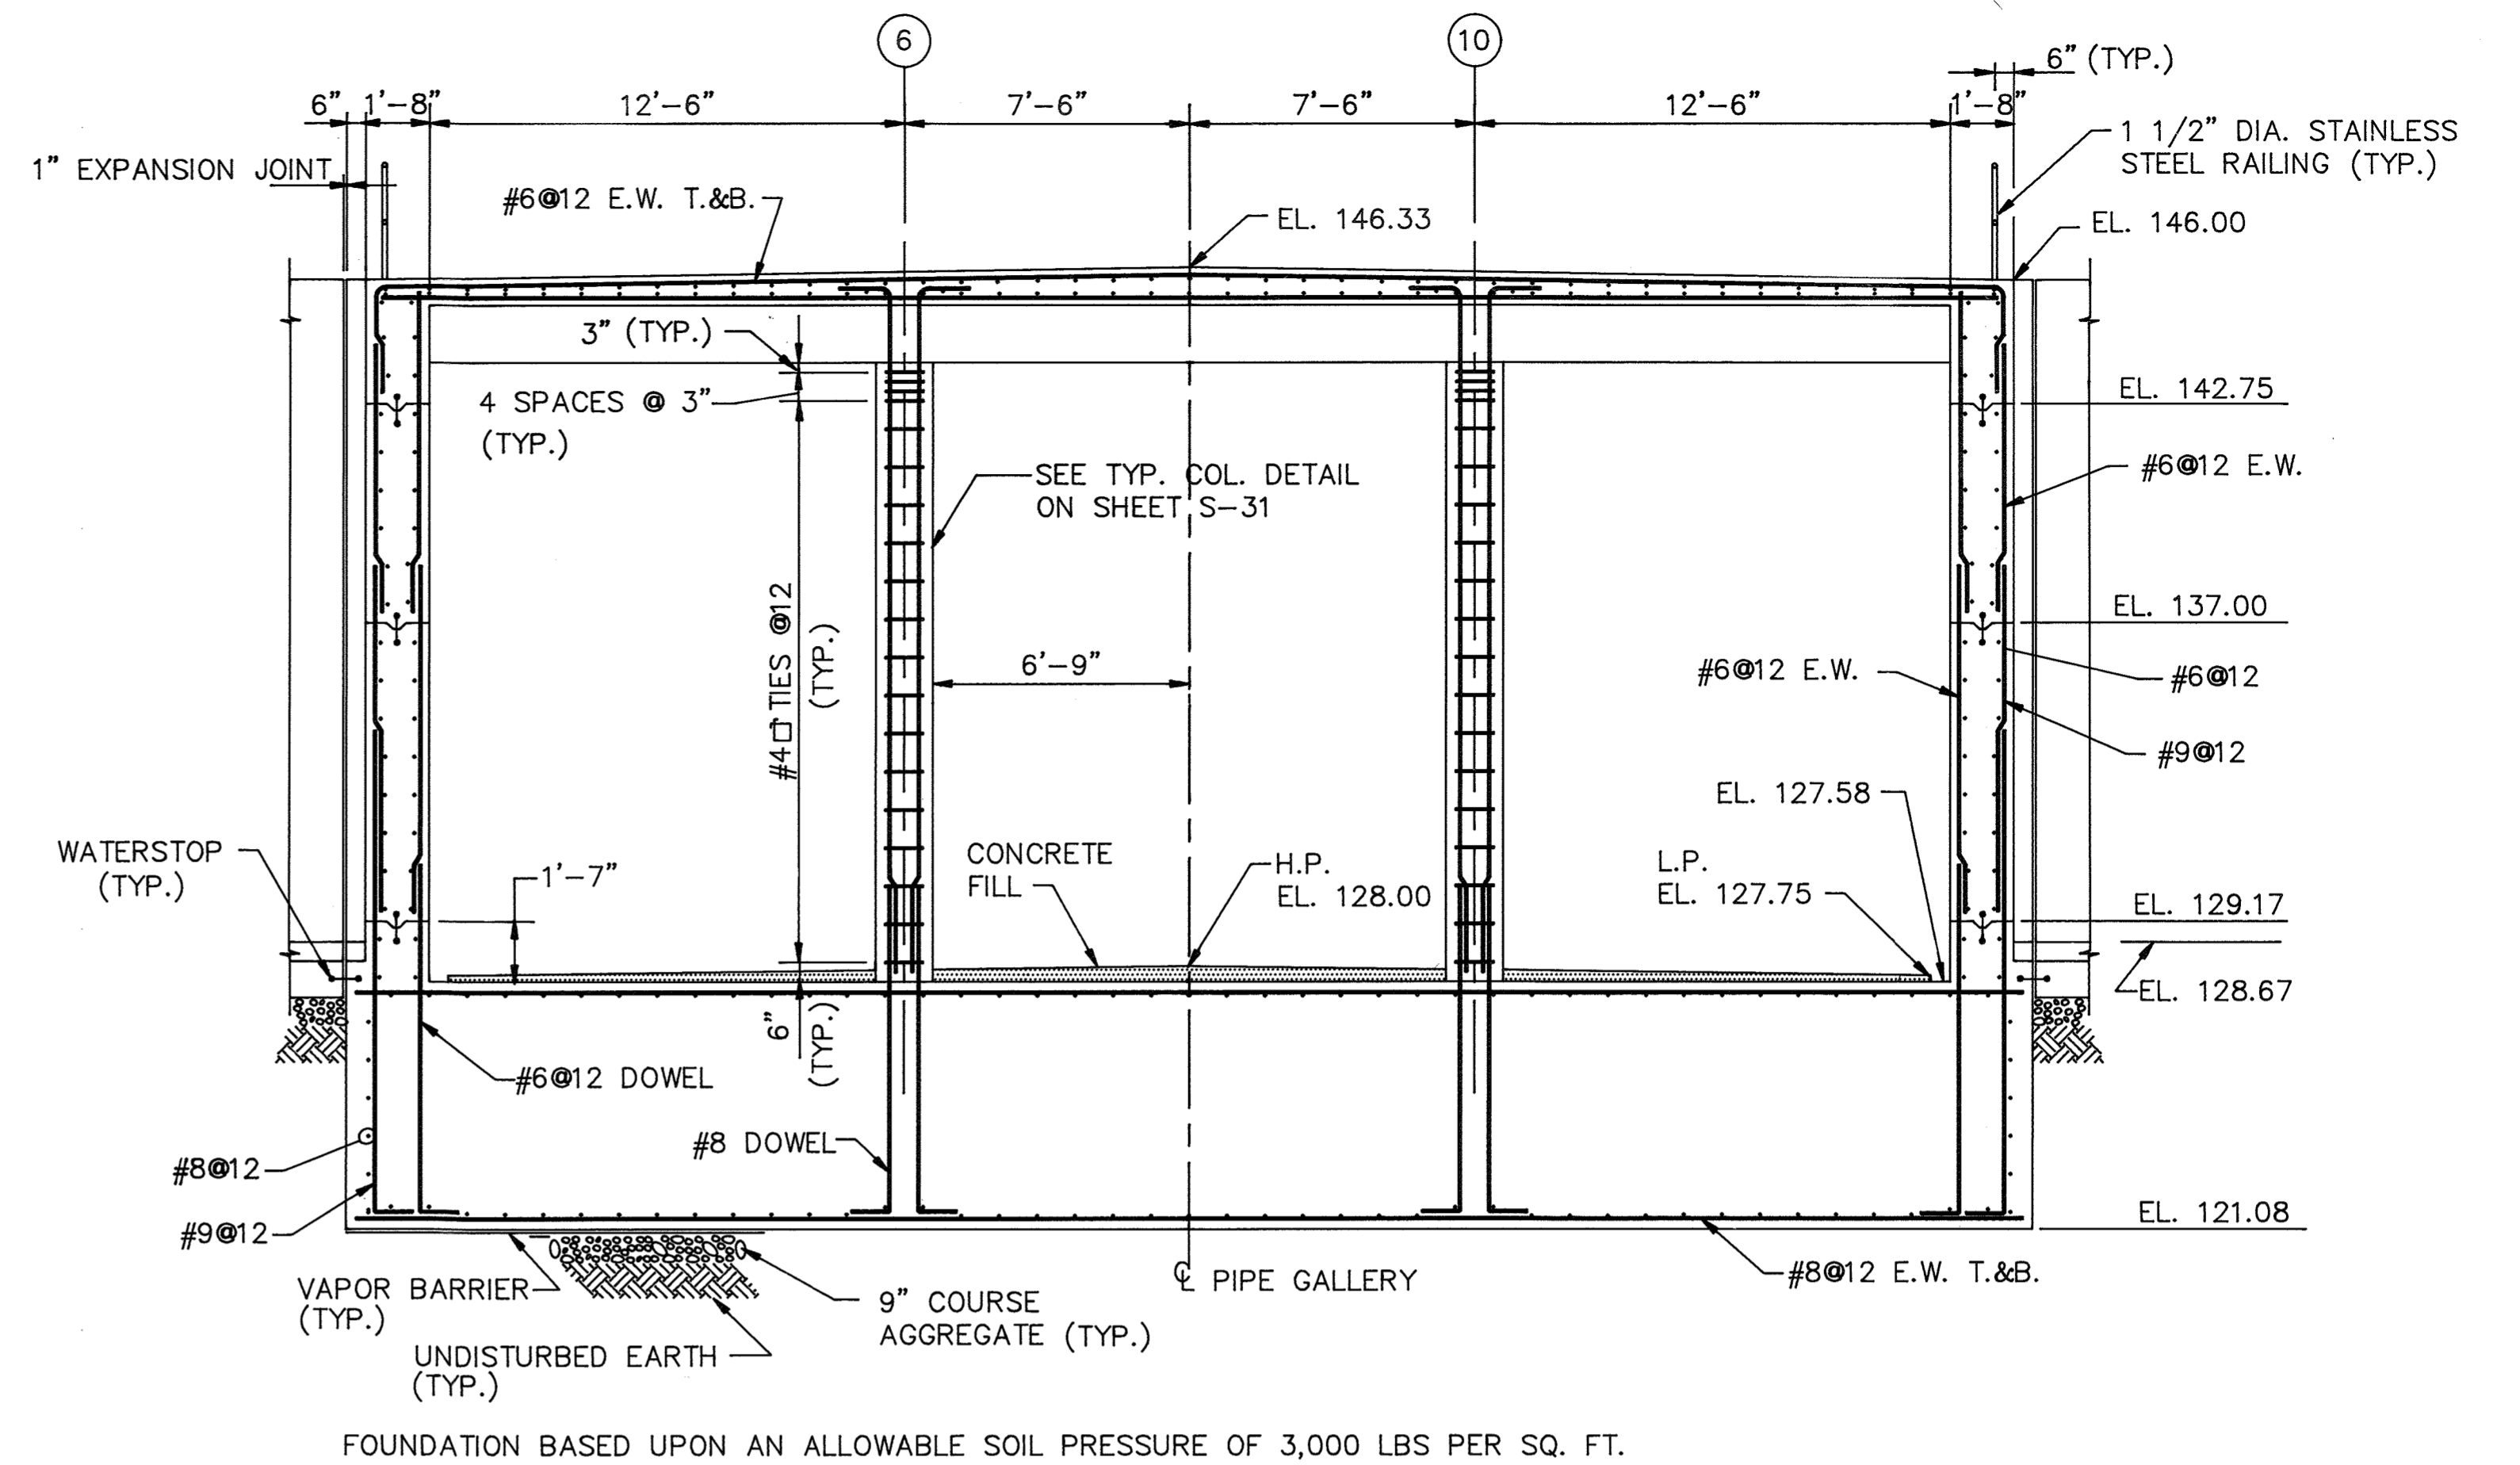 6
10
6" (TYP.)
6"
1'-8"
12'-6"
7'-6"
7'-6"
12'-6"
1'-8"
1" EXPANSION JOINT
1 1/2" DIA. STAINLESS
STEEL RAILING (TYP.)
#6@12 E.W. T.&B.
EL. 146.33
EL. 146.00
3" (TYP.)
4 SPACES @ 3"
(TYP.)
EL. 142.75
#6@12 E.W.
SEE TYP. COL. DETAIL
ON SHEET S-31
#4 TIES @12
(TYP.)
EL. 137.00
6'-9"
#6@12 E.W.
#6@12
#9@12
EL. 127.58
WATERSTOP
(TYP.)
1'-7"
CONCRETE
FILL
H.P.
EL. 128.00
L.P.
EL. 127.75
EL. 129.17
EL. 128.67
6"
(TYP.)
#6@12 DOWEL
#8 DOWEL
#8@12
#9@12
EL. 121.08
#8@12 E.W. T.&B.
VAPOR BARRIER
(TYP.)
℄ PIPE GALLERY
9" COURSE
AGGREGATE (TYP.)
UNDISTURBED EARTH
(TYP.)
FOUNDATION BASED UPON AN ALLOWABLE SOIL PRESSURE OF 3,000 LBS PER SQ. FT.